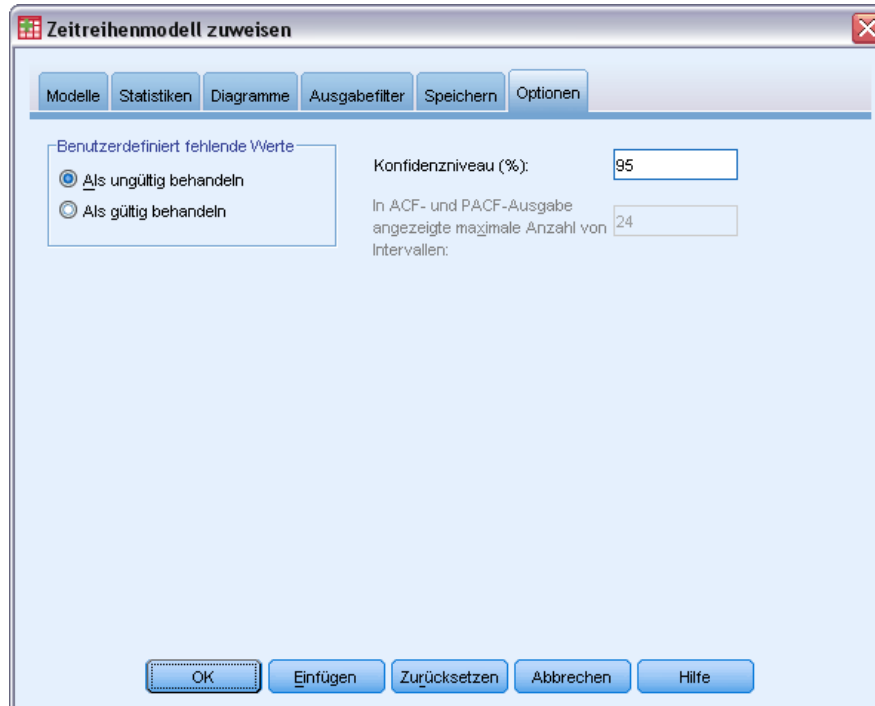 Zeitreihenmodell zuweisen
Modelle Statistiken Diagramme Ausgabefilter Speichern Optionen
Benutzerdefiniert fehlende Werte
Als ungültig behandeln
Als gültig behandeln
Konfidenzniveau (%): 95
In ACF- und PACF-Ausgabe
angezeigte maximale Anzahl von 24
Intervallen:
OK Einfügen Zurücksetzen Abbrechen Hilfe